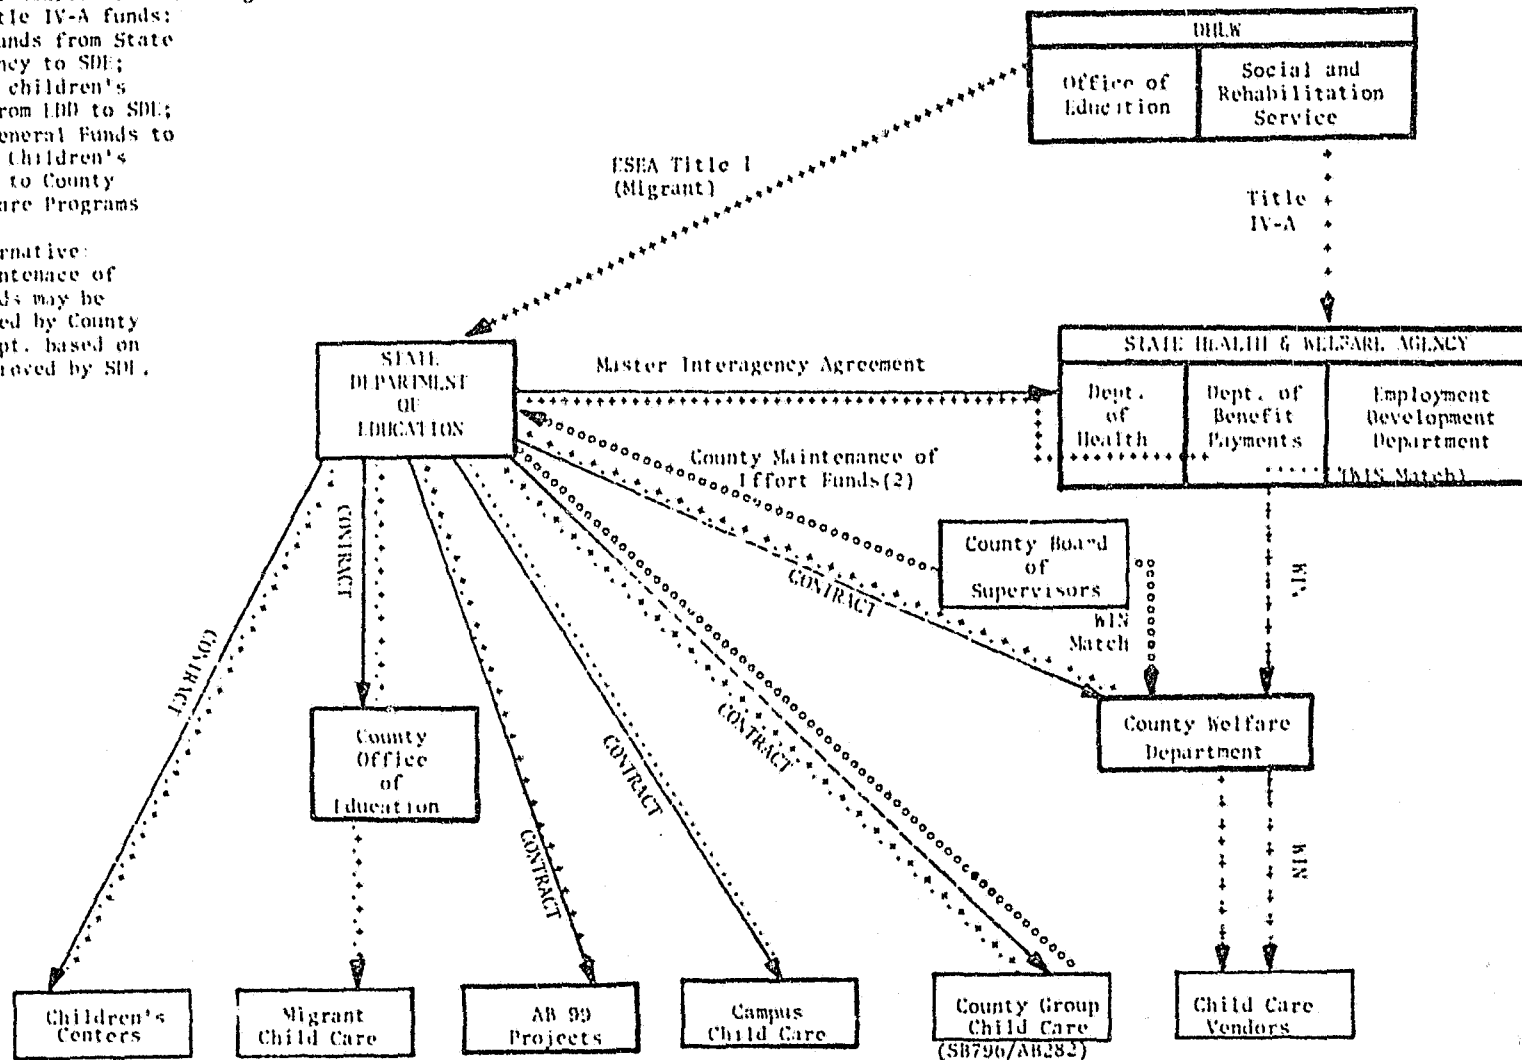 tle IV-A funds:
unds from State
ncy to SDE;
children's
rom EDD to SDE;
eneral Funds to
Children's
to County
are Programs
rnative:
ntenace of
ds may be
ed by County
pt. based on
roved by SDE.
DHEW
Office of
Education
Social and
Rehabilitation
Service
ESEA Title I
(Migrant)
Title
IV-A
STATE
DEPARTMENT
OF
EDUCATION
Master Interagency Agreement
STATE HEALTH & WELFARE AGENCY
Dept.
of
Health
Dept. of
Benefit
Payments
Employment
Development
Department
(WIN Match)
County Maintenance of
Effort Funds(2)
County Board
of
Supervisors
WIN
Match
WIN
CONTRACT
CONTRACT
CONTRACT
CONTRACT
CONTRACT
CONTRACT
County
Office
of
Education
County Welfare
Department
WIN
Children's
Centers
Migrant
Child Care
AB 99
Projects
Campus
Child Care
County Group
Child Care
(SB796/AB282)
Child Care
Vendors